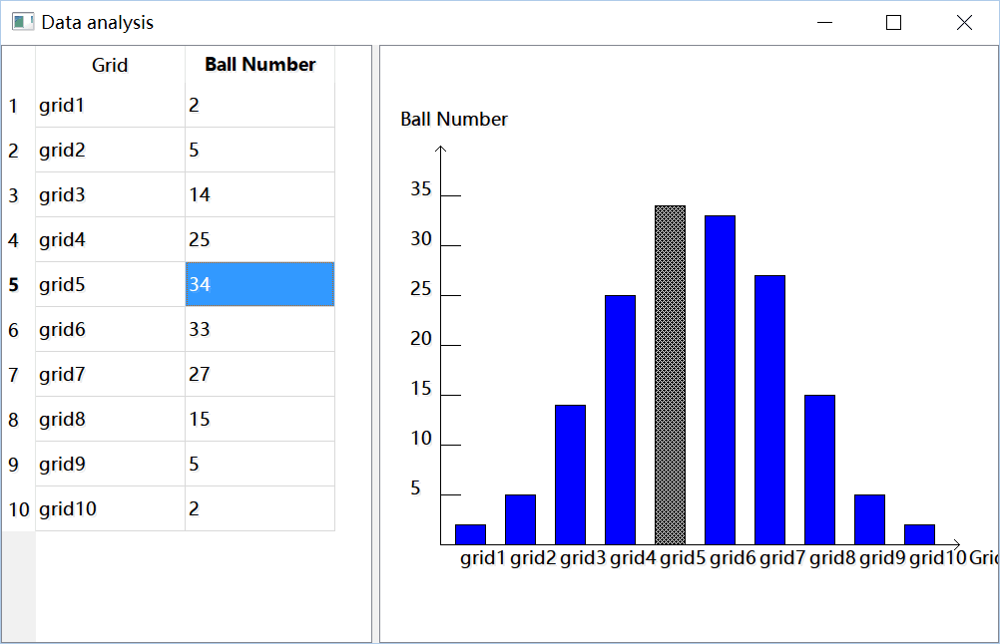 Data analysis
Grid Ball Number
1 grid1 2
2 grid2 5
3 grid3 14
4 grid4 25
5 grid5 34
6 grid6 33
7 grid7 27
8 grid8 15
9 grid9 5
10 grid10 2
Ball Number
35
30
25
20
15
10
5
grid1 grid2 grid3 grid4 grid5 grid6 grid7 grid8 grid9 grid10